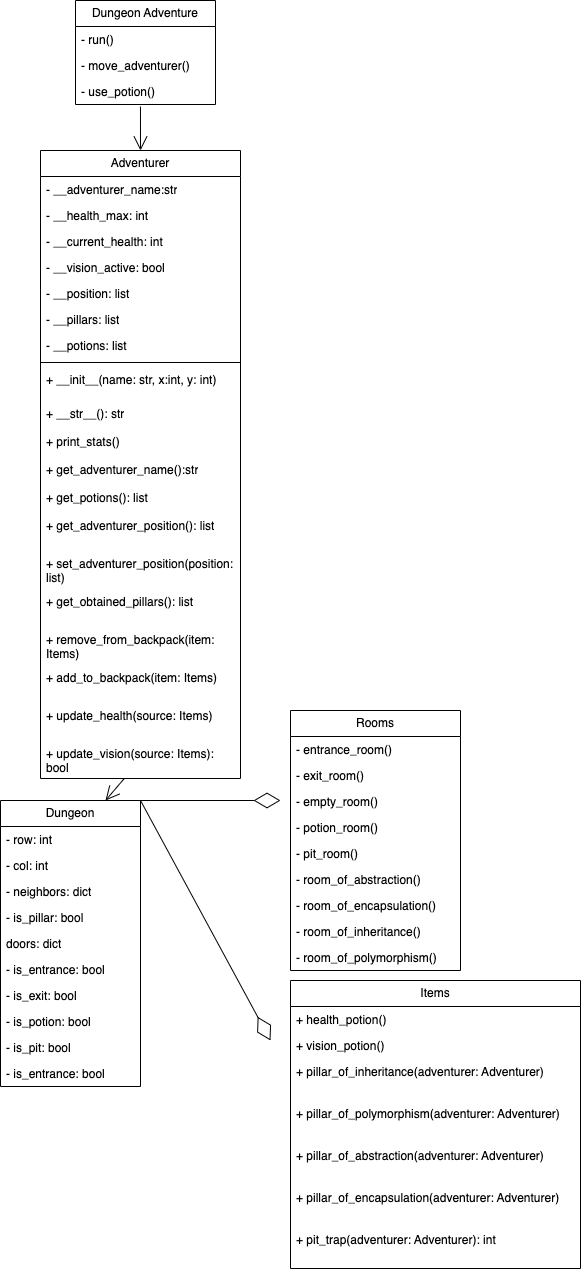 Dungeon Adventure
- run()
- move_adventurer()
- use_potion()
Adventurer
- __adventurer_name:str
- __health_max: int
- __current_health: int
- __vision_active: bool
- __position: list
- __pillars: list
- __potions: list
+ __init__(name: str, x:int, y: int)
+ __str__(): str
+ print_stats()
+ get_adventurer_name():str
+ get_potions(): list
+ get_adventurer_position(): list
+ set_adventurer_position(position:
list)
+ get_obtained_pillars(): list
+ remove_from_backpack(item:
Items)
+ add_to_backpack(item: Items)
+ update_health(source: Items)
+ update_vision(source: Items):
bool
Dungeon
- row: int
- col: int
- neighbors: dict
- is_pillar: bool
doors: dict
- is_entrance: bool
- is_exit: bool
- is_potion: bool
- is_pit: bool
- is_entrance: bool
Rooms
- entrance_room()
- exit_room()
- empty_room()
- potion_room()
- pit_room()
- room_of_abstraction()
- room_of_encapsulation()
- room_of_inheritance()
- room_of_polymorphism()
Items
+ health_potion()
+ vision_potion()
+ pillar_of_inheritance(adventurer: Adventurer)
+ pillar_of_polymorphism(adventurer: Adventurer)
+ pillar_of_abstraction(adventurer: Adventurer)
+ pillar_of_encapsulation(adventurer: Adventurer)
+ pit_trap(adventurer: Adventurer): int